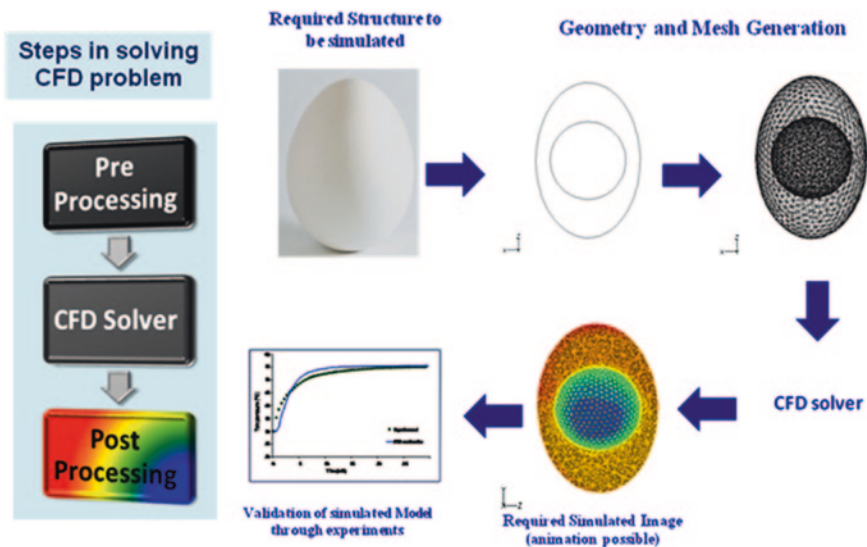 Steps in solving
CFD problem
Pre
Processing
CFD Solver
Post
Processing
Required Structure to
be simulated
Geometry and Mesh Generation
CFD solver
Required Simulated Image
(animation possible)
Validation of simulated Model
through experiments